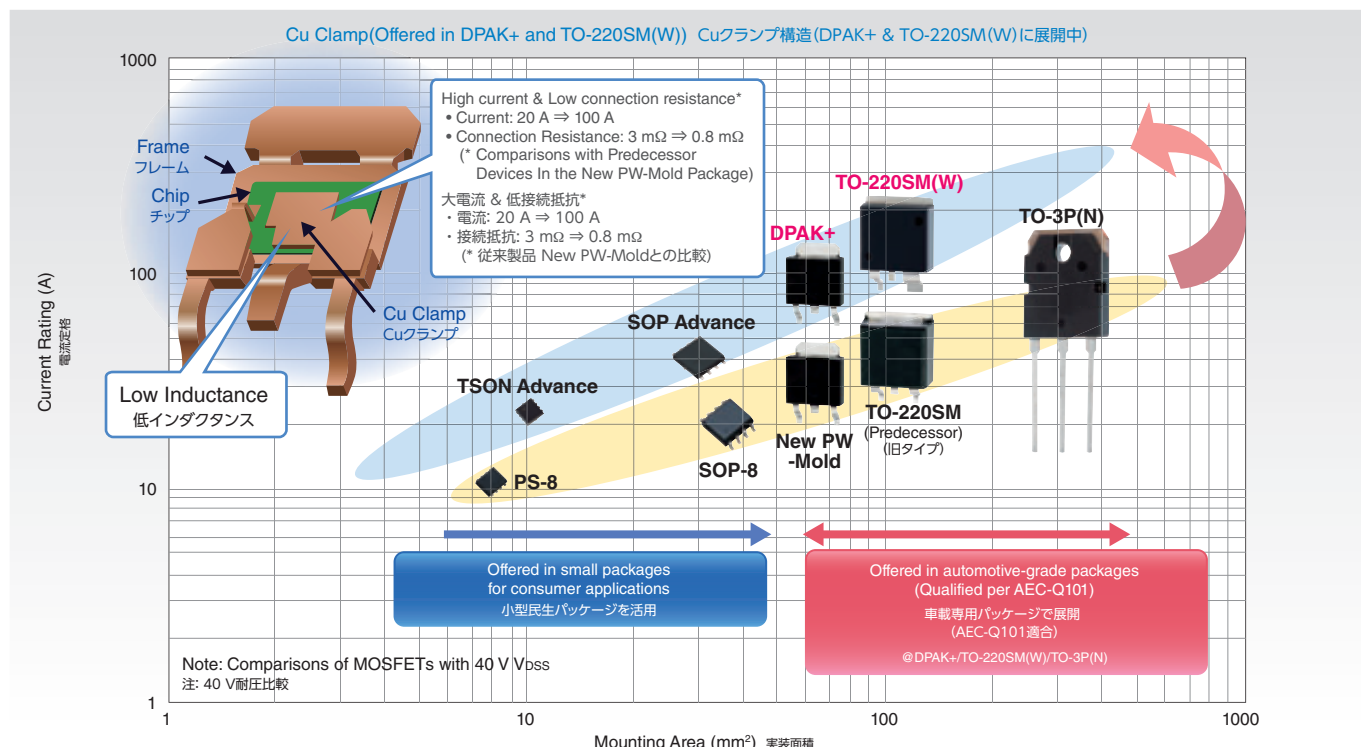 Cu Clamp(Offered in DPAK+ and TO-220SM(W)) Cuクランプ構造(DPAK+ & TO-220SM(W)に展開中)
1000
100
10
1
Current Rating (A)
電流定格
Frame
フレーム
Chip
チップ
High current & Low connection resistance*
• Current: 20 A ⇒ 100 A
• Connection Resistance: 3 mΩ ⇒ 0.8 mΩ
(* Comparisons with Predecessor
Devices In the New PW-Mold Package)
大電流 & 低接続抵抗*
・電流: 20 A ⇒ 100 A
・接続抵抗: 3 mΩ ⇒ 0.8 mΩ
(* 従来製品 New PW-Moldとの比較)
Cu Clamp
Cuクランプ
Low Inductance
低インダクタンス
TO-220SM(W)
DPAK+
TO-3P(N)
SOP Advance
TSON Advance
PS-8
SOP-8
New PW
-Mold
TO-220SM
(Predecessor)
(旧タイプ)
Offered in small packages
for consumer applications
小型民生パッケージを活用
Offered in automotive-grade packages
(Qualified per AEC-Q101)
車載専用パッケージで展開
(AEC-Q101適合)
@DPAK+/TO-220SM(W)/TO-3P(N)
Note: Comparisons of MOSFETs with 40 V VDSS
注: 40 V耐圧比較
1
10
100
1000
Mounting Area (mm²) 実装面積